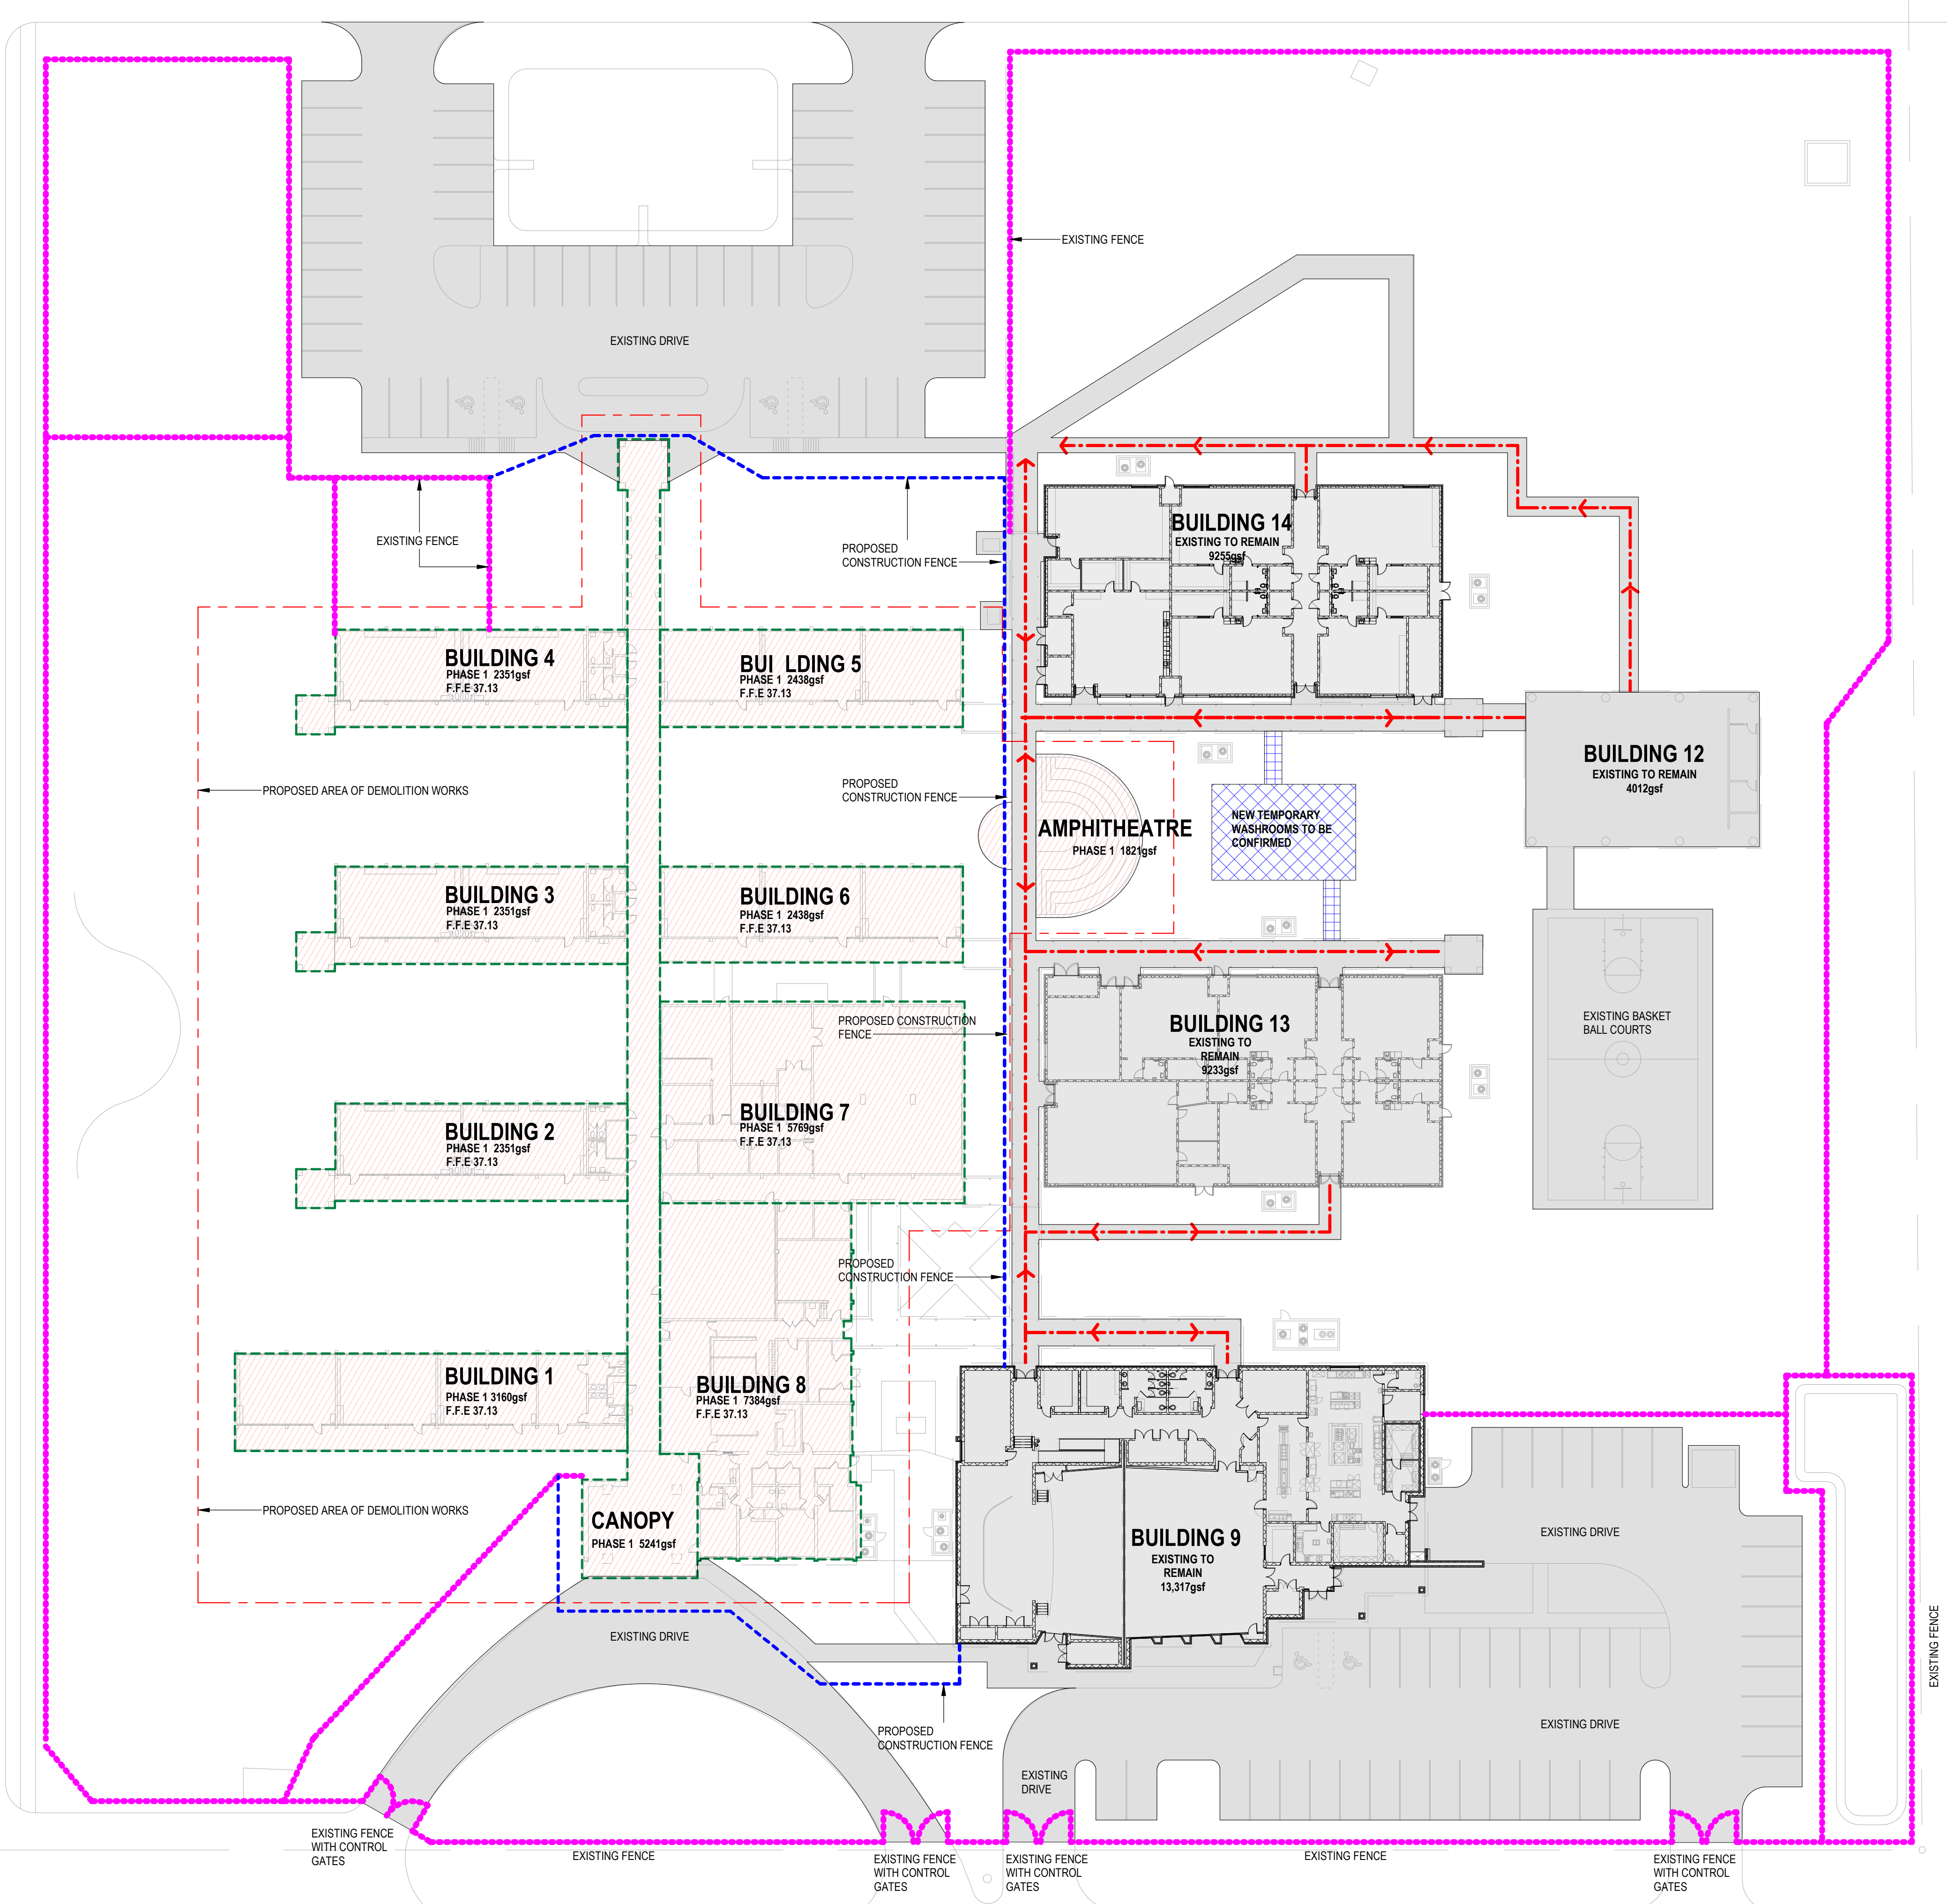 EXISTING FENCE
EXISTING DRIVE
EXISTING FENCE
PROPOSED
CONSTRUCTION FENCE
BUILDING 14
EXISTING TO REMAIN
9255gsf
BUILDING 4
PHASE 1 2351gsf
F.F.E 37.13
BUI LDING 5
PHASE 1 2438gsf
F.F.E 37.13
BUILDING 12
EXISTING TO REMAIN
4012gsf
PROPOSED AREA OF DEMOLITION WORKS
PROPOSED
CONSTRUCTION FENCE
AMPHITHEATRE
PHASE 1 1821gsf
NEW TEMPORARY
WASHROOMS TO BE
CONFIRMED
BUILDING 3
PHASE 1 2351gsf
F.F.E 37.13
BUILDING 6
PHASE 1 2438gsf
F.F.E 37.13
PROPOSED CONSTRUCTION
FENCE
BUILDING 13
EXISTING TO
REMAIN
9233gsf
EXISTING BASKET
BALL COURTS
BUILDING 2
PHASE 1 2351gsf
F.F.E 37.13
BUILDING 7
PHASE 1 5769gsf
F.F.E 37.13
PROPOSED
CONSTRUCTION FENCE
BUILDING 1
PHASE 1 3160gsf
F.F.E 37.13
BUILDING 8
PHASE 1 7384gsf
F.F.E 37.13
PROPOSED AREA OF DEMOLITION WORKS
CANOPY
PHASE 1 5241gsf
BUILDING 9
EXISTING TO
REMAIN
13,317gsf
EXISTING DRIVE
EXISTING DRIVE
EXISTING FENCE
EXISTING DRIVE
PROPOSED
CONSTRUCTION FENCE
EXISTING
DRIVE
EXISTING FENCE
WITH CONTROL
GATES
EXISTING FENCE
EXISTING FENCE
WITH CONTROL
GATES
EXISTING FENCE
WITH CONTROL
GATES
EXISTING FENCE
EXISTING FENCE
WITH CONTROL
GATES